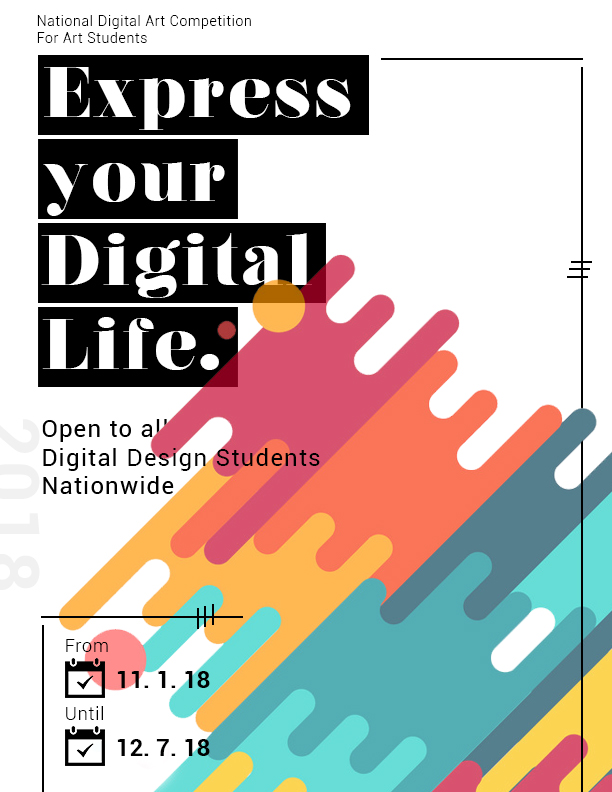 National Digital Art Competition
For Art Students
Express
your
Digital
Life.
Open to all
Digital Design Students
Nationwide
2018
From
11. 1. 18
Until
12. 7. 18